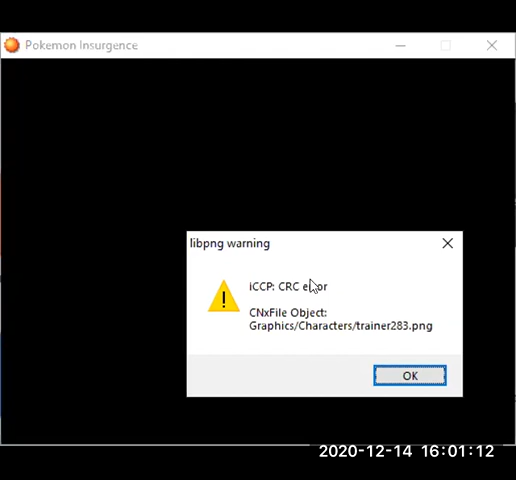 Pokemon Insurgence
libpng warning
iCCP: CRC error
CNxFile Object:
Graphics/Characters/trainer283.png
OK
2020-12-14 16:01:12